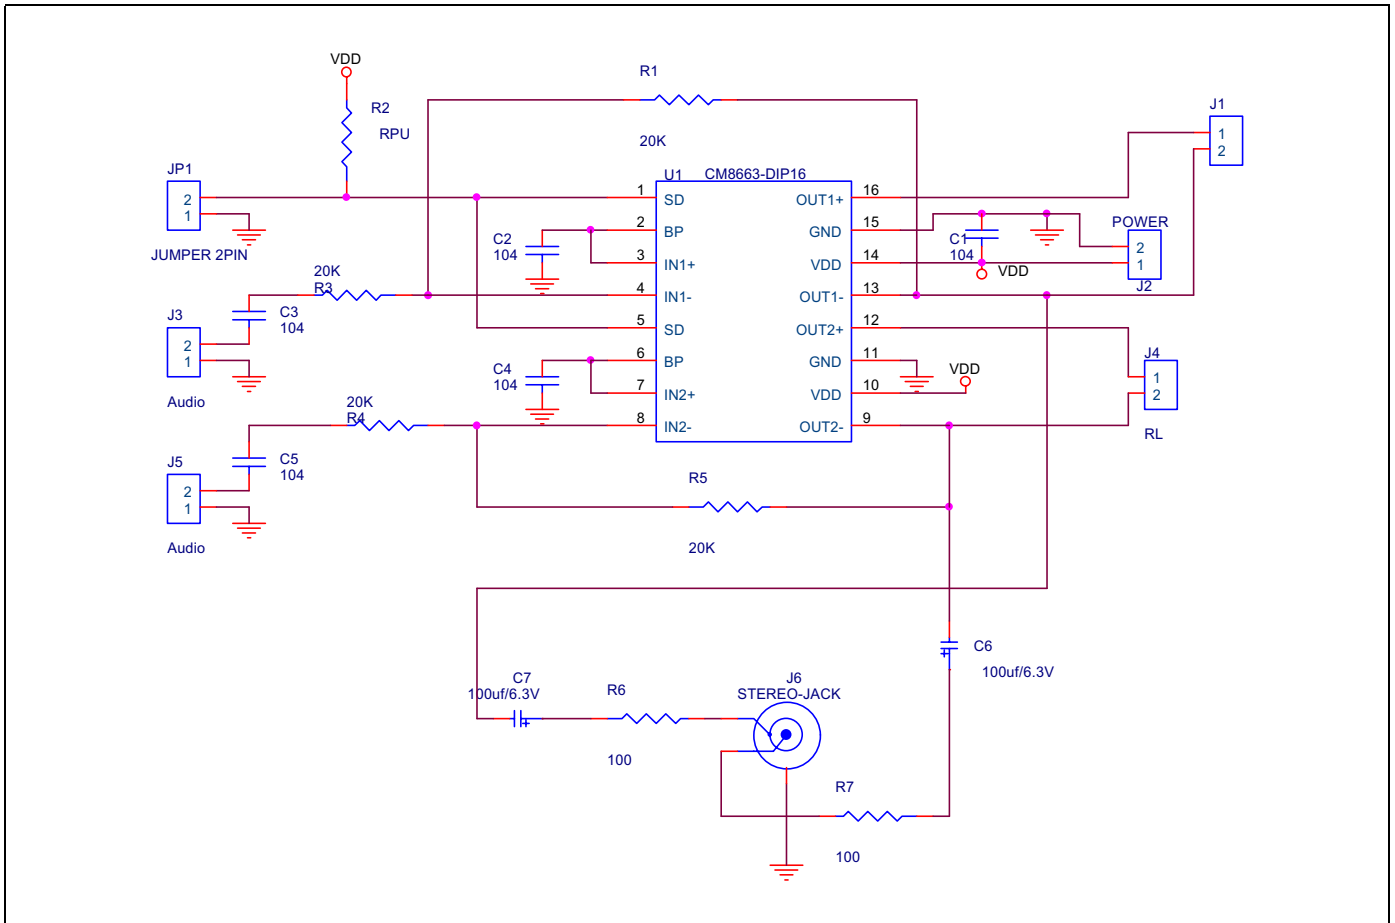 VDD
R2
RPU
R1
20K
J1
1
2
JP1
2
1
JUMPER 2PIN
U1
CM8663-DIP16
1
SD
2
BP
3
IN1+
4
IN1-
5
SD
6
BP
7
IN2+
8
IN2-
16
OUT1+
15
GND
14
VDD
13
OUT1-
12
OUT2+
11
GND
10
VDD
9
OUT2-
C2
104
C1
104
VDD
POWER
2
1
J2
20K
R3
C3
104
J3
2
1
Audio
C4
104
VDD
J4
1
2
RL
20K
R4
C5
104
J5
2
1
Audio
R5
20K
C6
100uf/6.3V
C7
100uf/6.3V
R6
100
J6
STEREO-JACK
R7
100